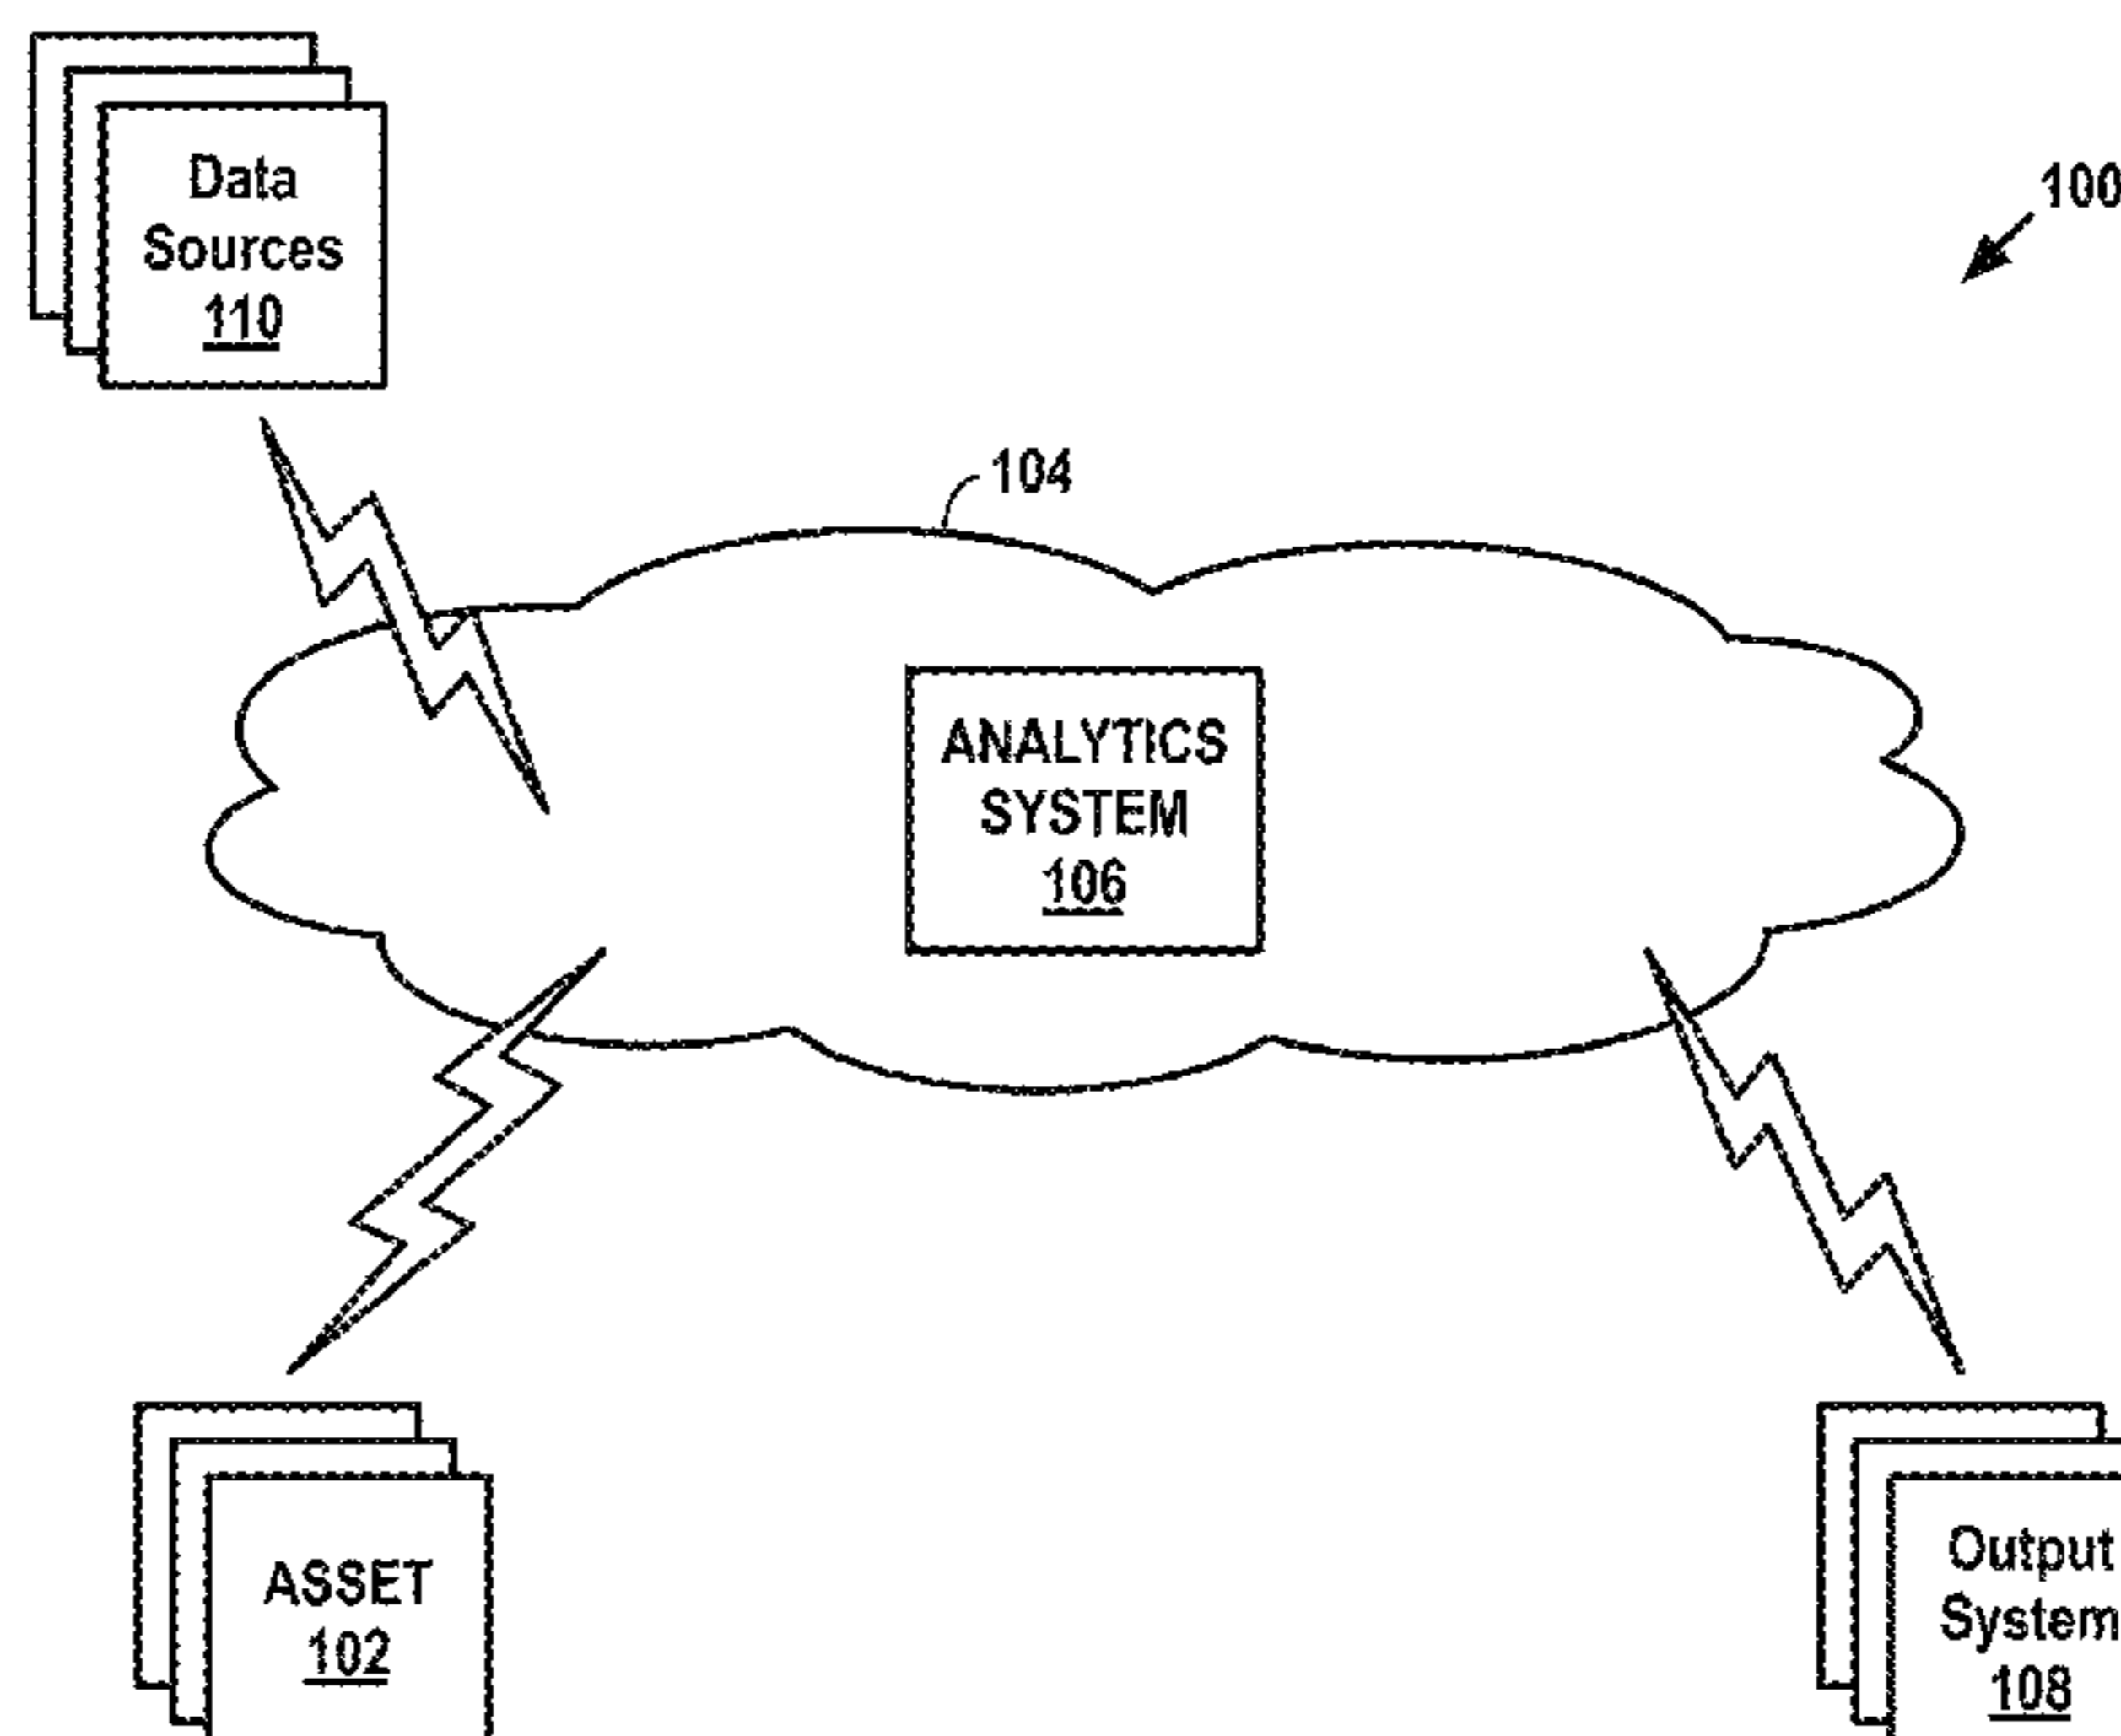 Data
Sources
110
100
104
ANALYTICS
SYSTEM
106
ASSET
102
Output
System
108